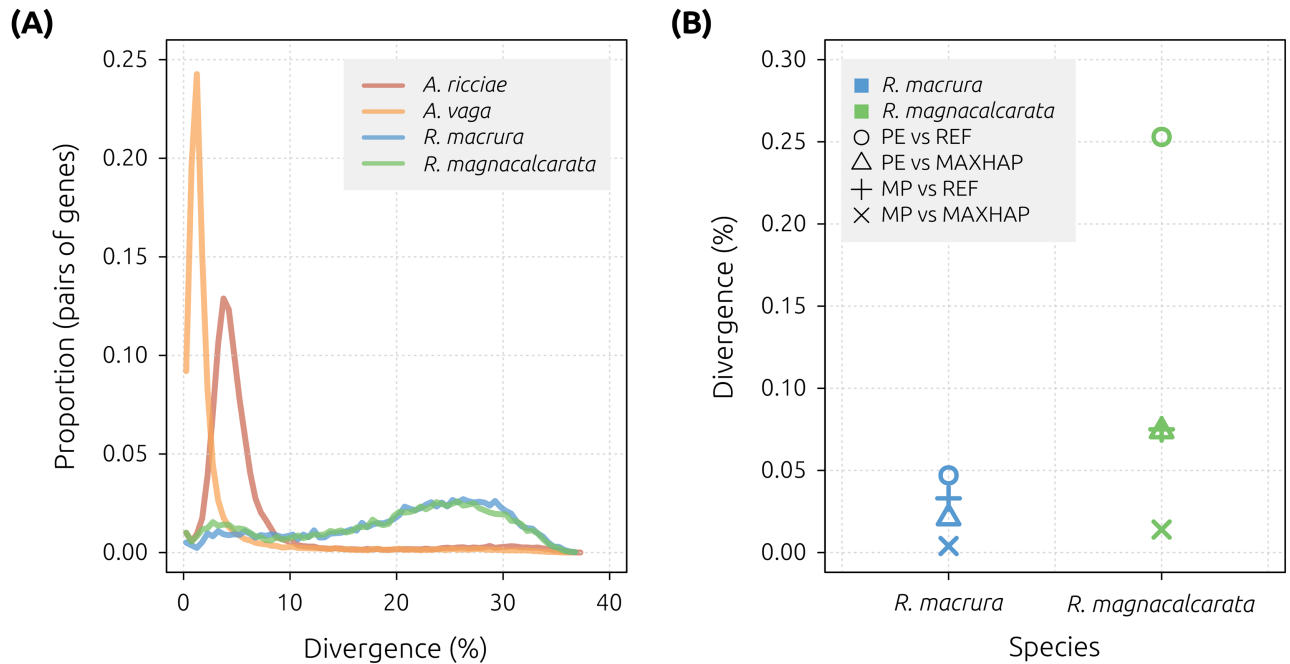 (A)
0.25
0.20
0.15
0.10
0.05
0.00
Proportion (pairs of genes)
A. ricciae
A. vaga
R. macrura
R. magnacalcarata
0 10 20 30 40
Divergence (%)
(B)
0.30
0.25
0.20
0.15
0.10
0.05
0.00
Divergence (%)
R. macrura
R. magnacalcarata
PE vs REF
PE vs MAXHAP
MP vs REF
MP vs MAXHAP
R. macrura R. magnacalcarata
Species